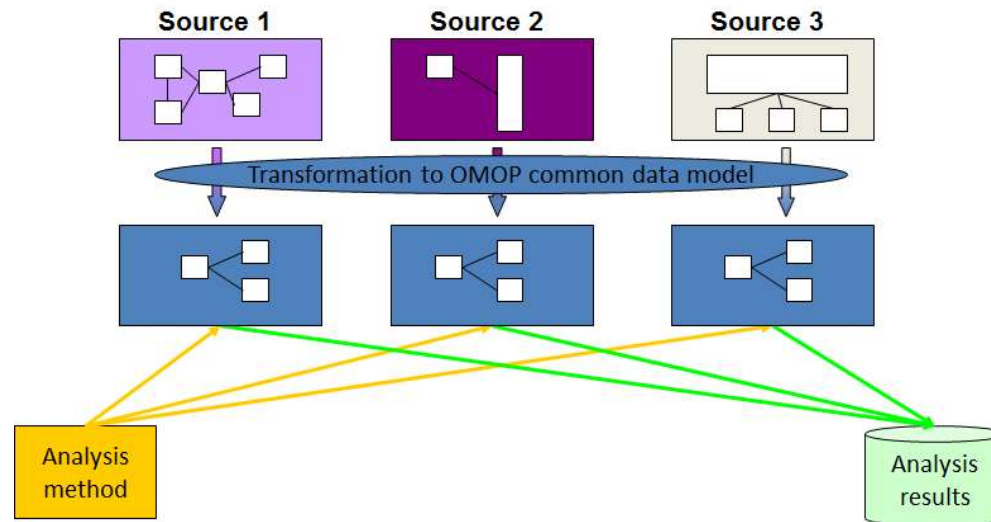 Source 1
Source 2
Source 3
Transformation to OMOP common data model
Analysis
method
Analysis
results